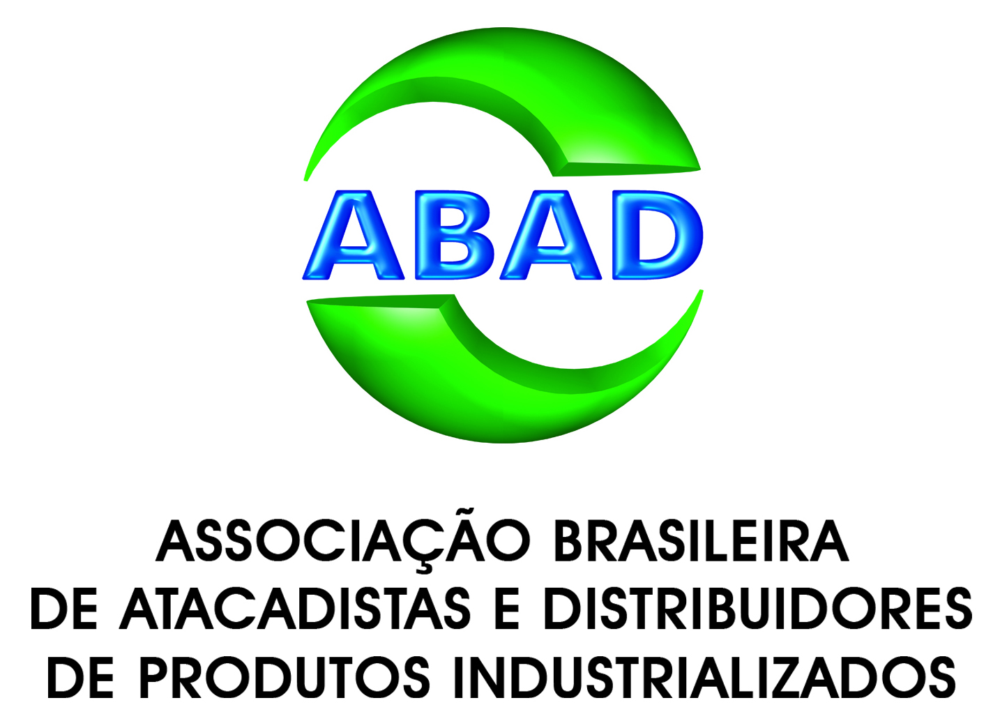 ABAD
ASSOCIAÇÃO BRASILEIRA
DE ATACADISTAS E DISTRIBUIDORES
DE PRODUTOS INDUSTRIALIZADOS